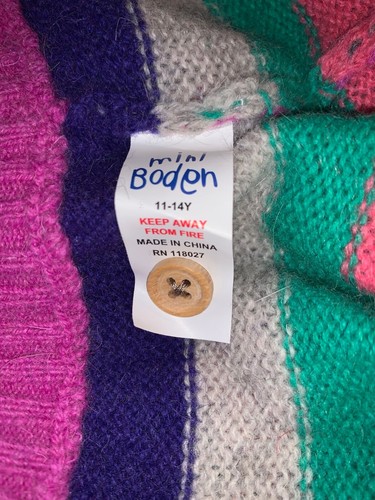 mini
Boden
11-14Y
KEEP AWAY
FROM FIRE
MADE IN CHINA
RN 118027